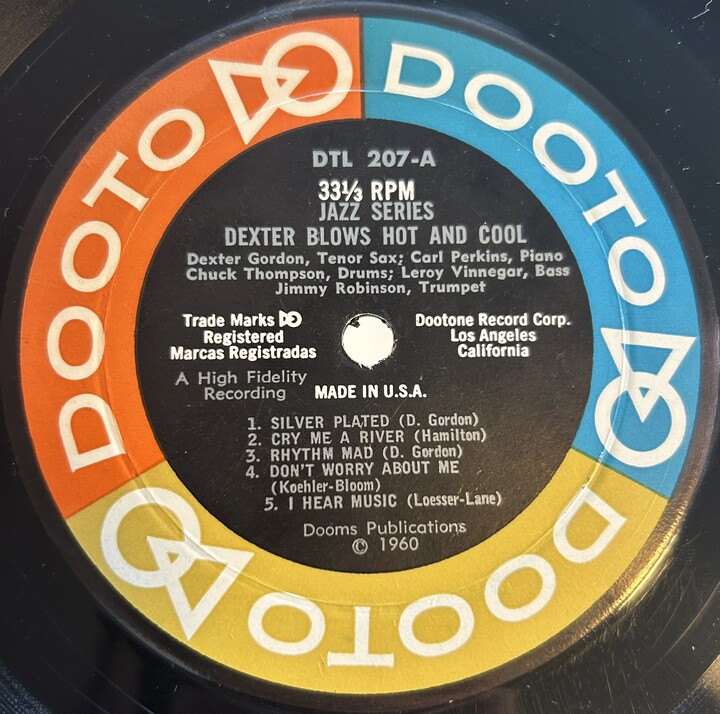 DOOTO
DOOTO
DOOTO
DTL 207-A
33⅓ RPM
JAZZ SERIES
DEXTER BLOWS HOT AND COOL
Dexter Gordon, Tenor Sax; Carl Perkins, Piano
Chuck Thompson, Drums; Leroy Vinnegar, Bass
Jimmy Robinson, Trumpet
Trade Marks DO
Registered
Marcas Registradas
Dootone Record Corp.
Los Angeles
California
A High Fidelity
Recording
MADE IN U.S.A.
1. SILVER PLATED (D. Gordon)
2. CRY ME A RIVER (Hamilton)
3. RHYTHM MAD (D. Gordon)
4. DON'T WORRY ABOUT ME
(Koehler-Bloom)
5. I HEAR MUSIC (Loesser-Lane)
Dooms Publications
© 1960